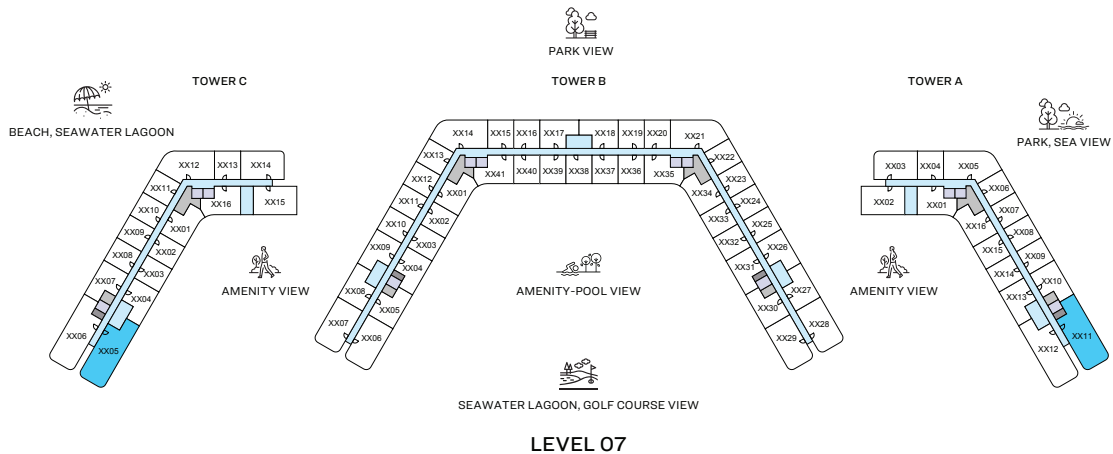 PARK VIEW
TOWER C
TOWER B
TOWER A
BEACH, SEAWATER LAGOON
PARK, SEA VIEW
XX12
XX13
XX14
XX11
XX16
XX15
XX10
XX01
XX09
XX02
XX08
XX03
XX07
XX04
XX06
XX05
XX14
XX15
XX16
XX17
XX18
XX19
XX20
XX21
XX13
XX22
XX12
XX01
XX41
XX40
XX39
XX38
XX37
XX36
XX35
XX34
XX23
XX11
XX02
XX33
XX24
XX10
XX03
XX32
XX25
XX09
XX04
XX31
XX26
XX08
XX05
XX30
XX27
XX07
XX06
XX29
XX28
XX03
XX04
XX05
XX02
XX01
XX06
XX16
XX07
XX15
XX08
XX14
XX09
XX13
XX10
XX12
XX11
AMENITY VIEW
AMENITY-POOL VIEW
AMENITY VIEW
SEAWATER LAGOON, GOLF COURSE VIEW
LEVEL 07